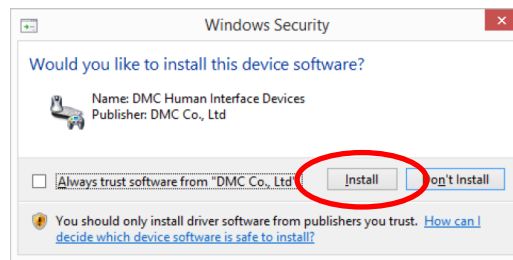 Windows Security
Would you like to install this device software?
Name: DMC Human Interface Devices
Publisher: DMC Co., Ltd
Always trust software from "DMC Co., Ltd". Install Don't Install
You should only install driver software from publishers you trust. How can I
decide which device software is safe to install?